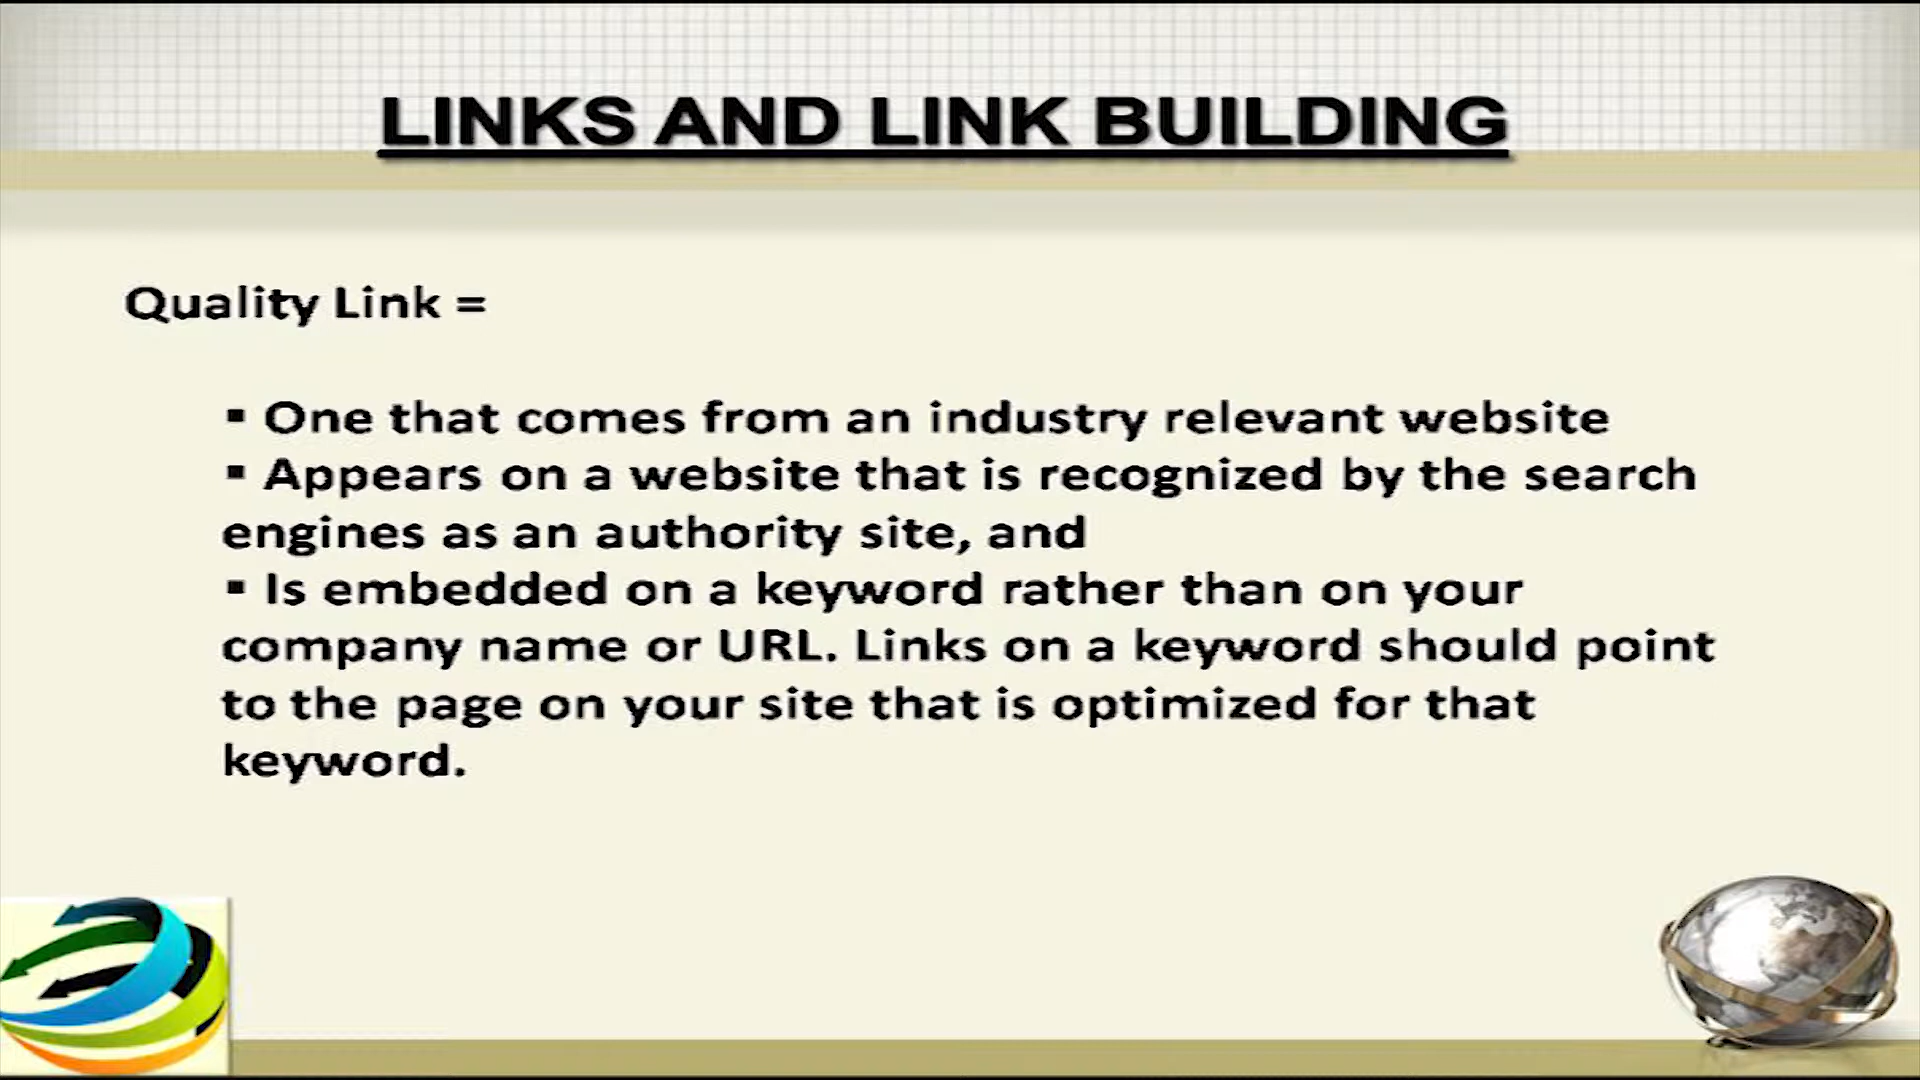 LINKS AND LINK BUILDING
Quality Link =
▪ One that comes from an industry relevant website
▪ Appears on a website that is recognized by the search
engines as an authority site, and
▪ Is embedded on a keyword rather than on your
company name or URL. Links on a keyword should point
to the page on your site that is optimized for that
keyword.